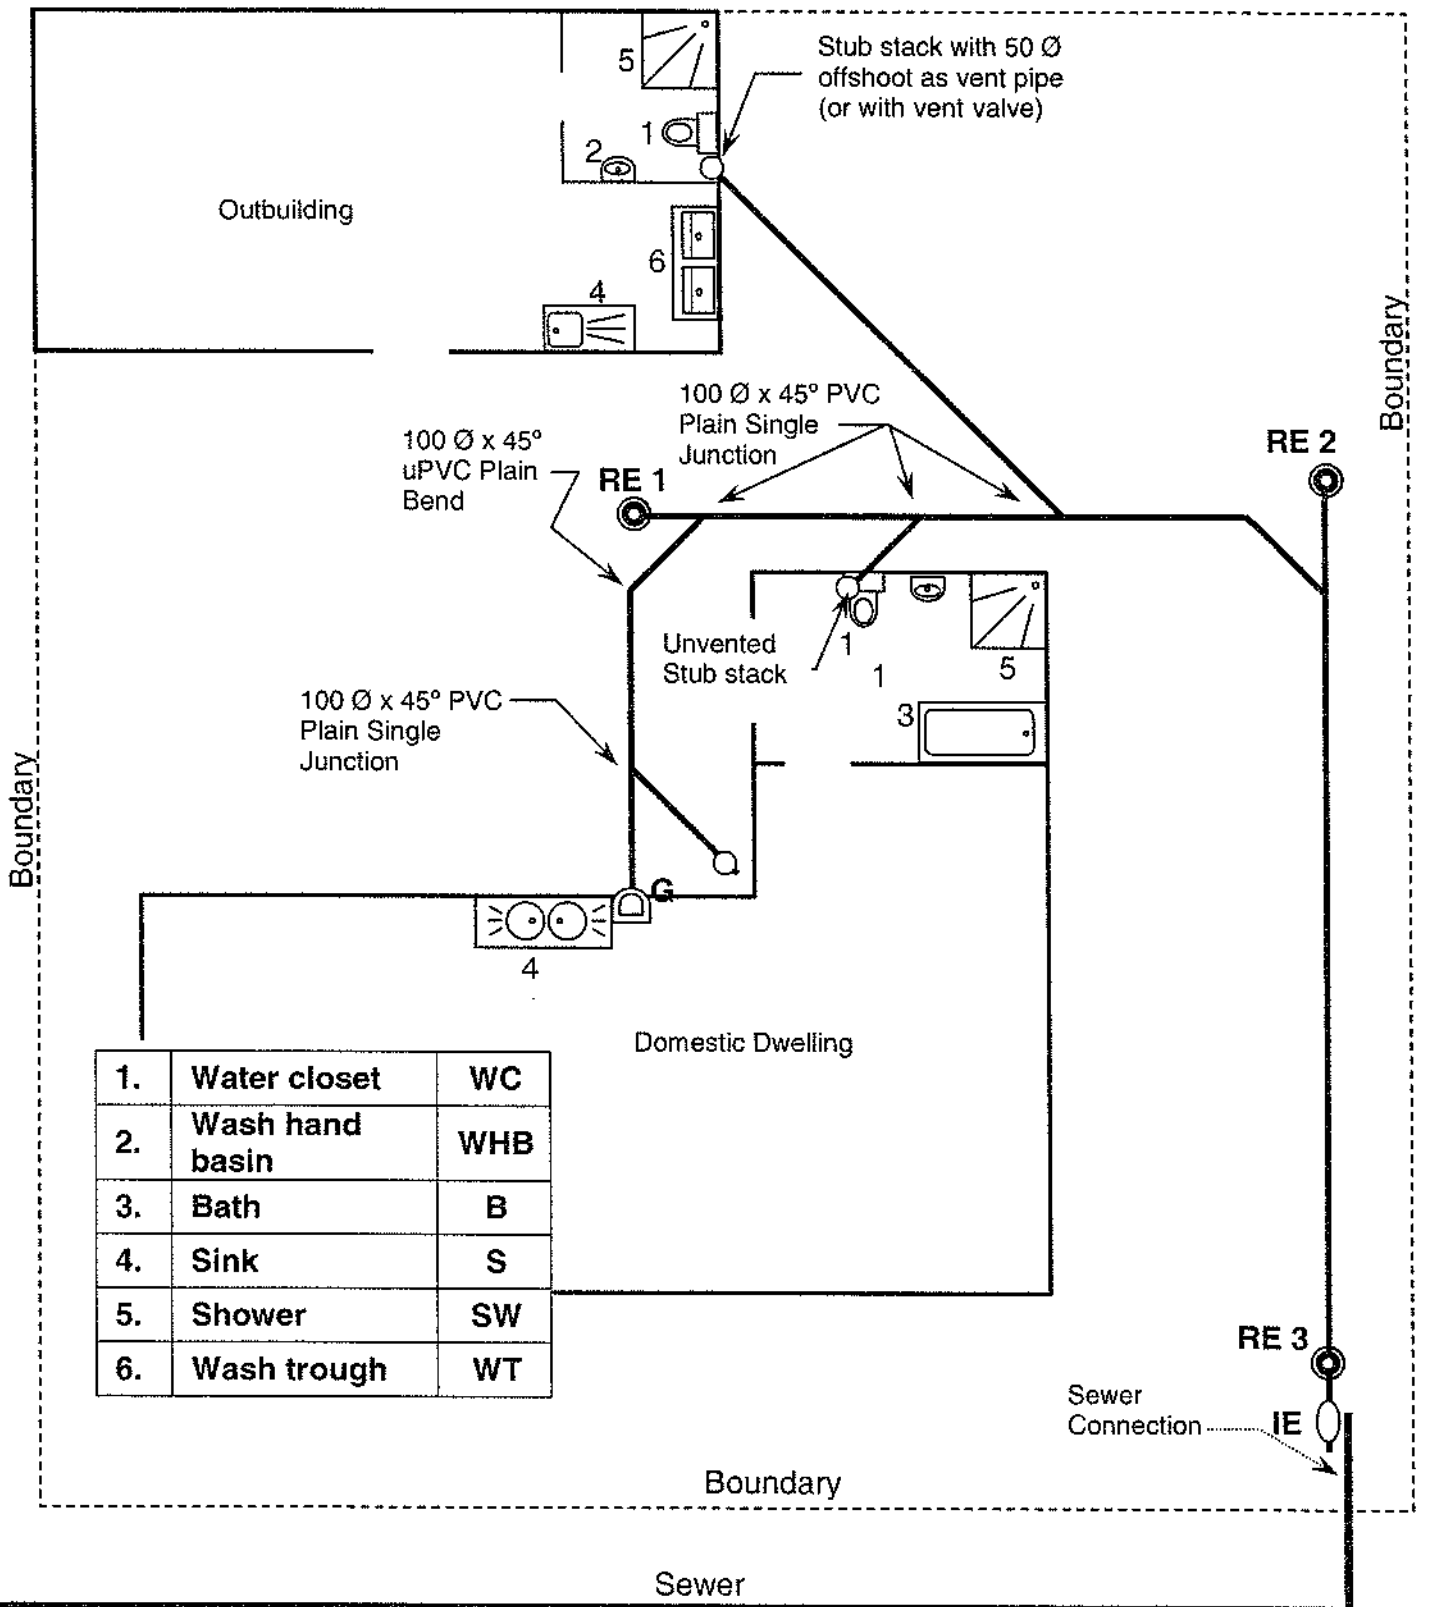 Stub stack with 50 Ø
offshoot as vent pipe
(or with vent valve)
5
1
2
Outbuilding
6
4
Boundary
100 Ø x 45º PVC
Plain Single
Junction
100 Ø x 45º
uPVC Plain
Bend
RE 1
RE 2
Unvented
Stub stack
1
1
5
3
100 Ø x 45º PVC
Plain Single
Junction
Boundary
G
4
Domestic Dwelling
1. Water closet WC
2. Wash hand basin WHB
3. Bath B
4. Sink S
5. Shower SW
6. Wash trough WT
RE 3
Sewer
Connection
IE
Boundary
Sewer